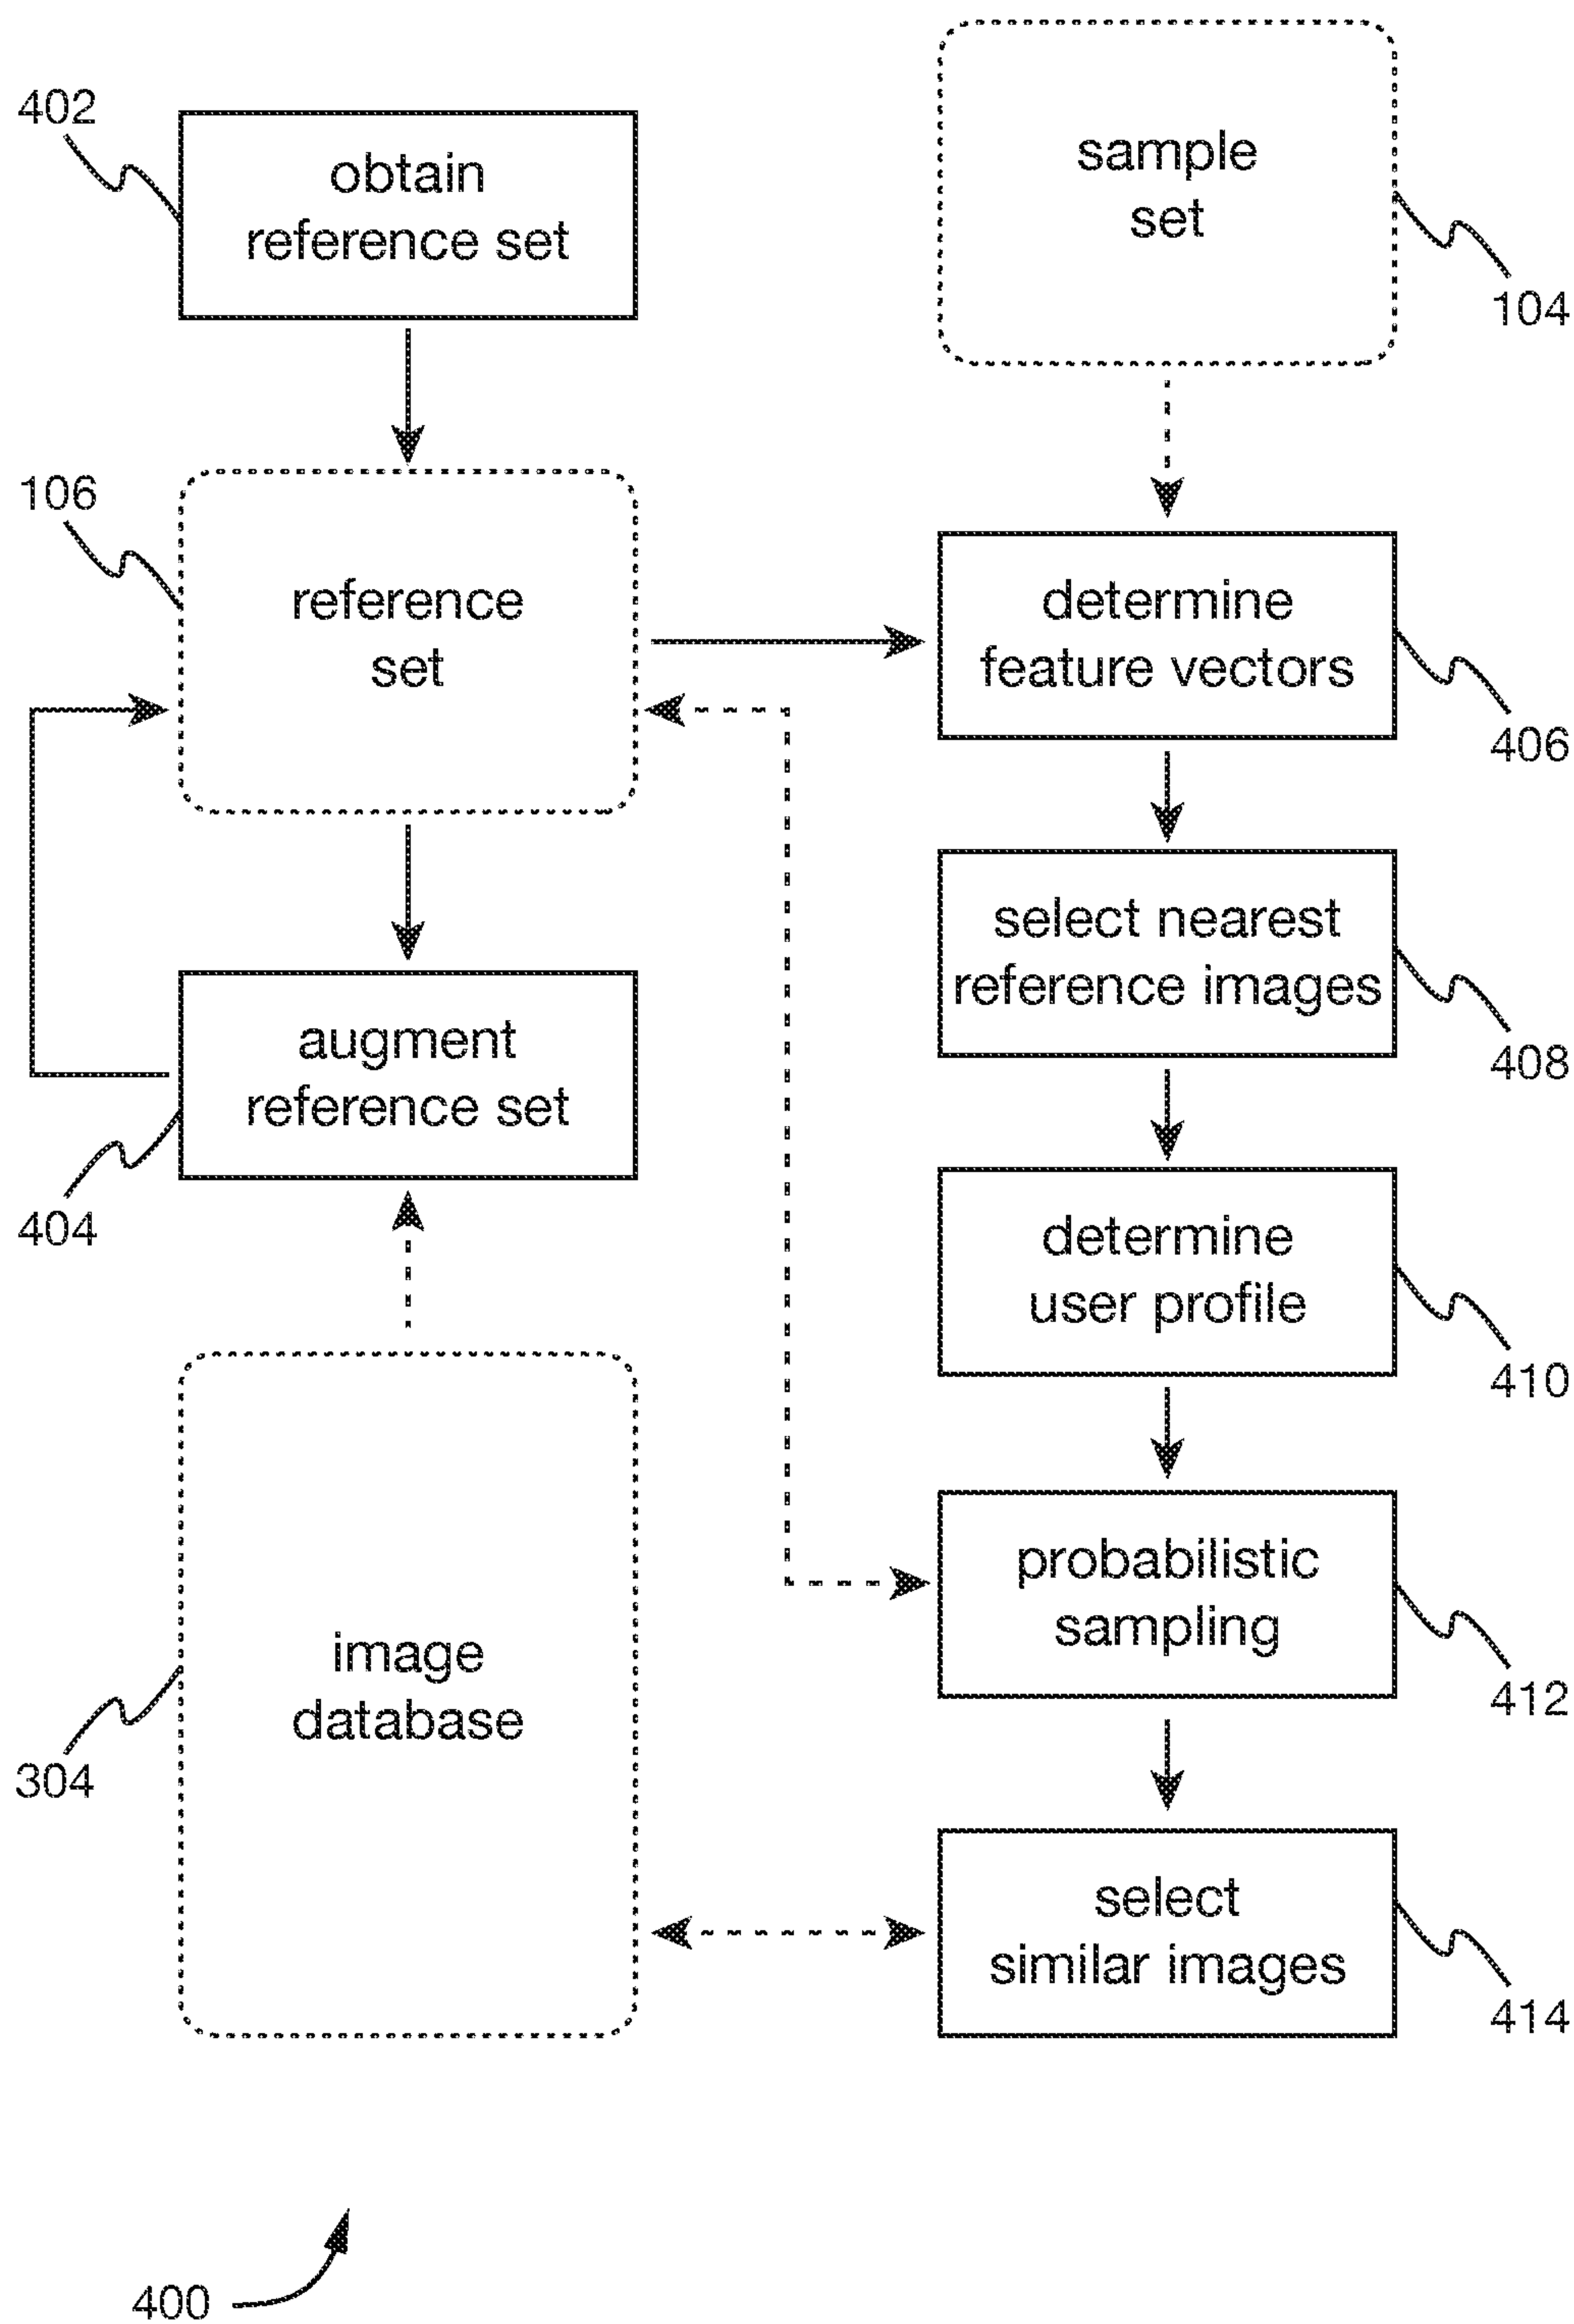 402
obtain
reference set
sample
set
104
106
reference
set
determine
feature vectors
406
select nearest
reference images
408
augment
reference set
404
determine
user profile
410
image
database
304
probabilistic
sampling
412
select
similar images
414
400